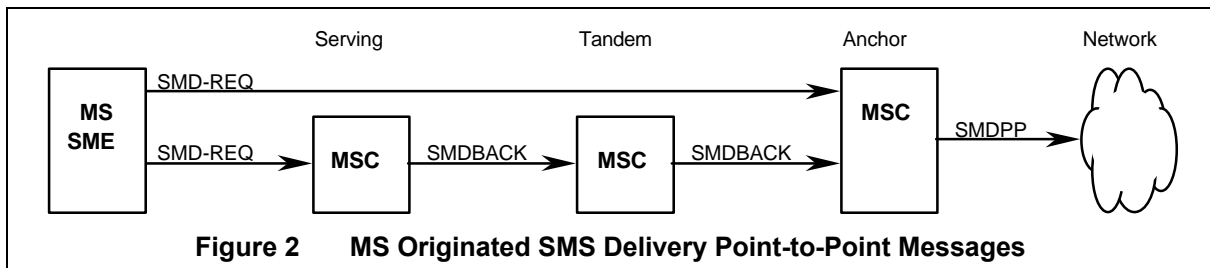 Serving Tandem Anchor Network
SMD-REQ
MS
SME
MSC
SMDPP
SMD-REQ
MSC
SMDBACK
MSC
SMDBACK
Figure 2 MS Originated SMS Delivery Point-to-Point Messages